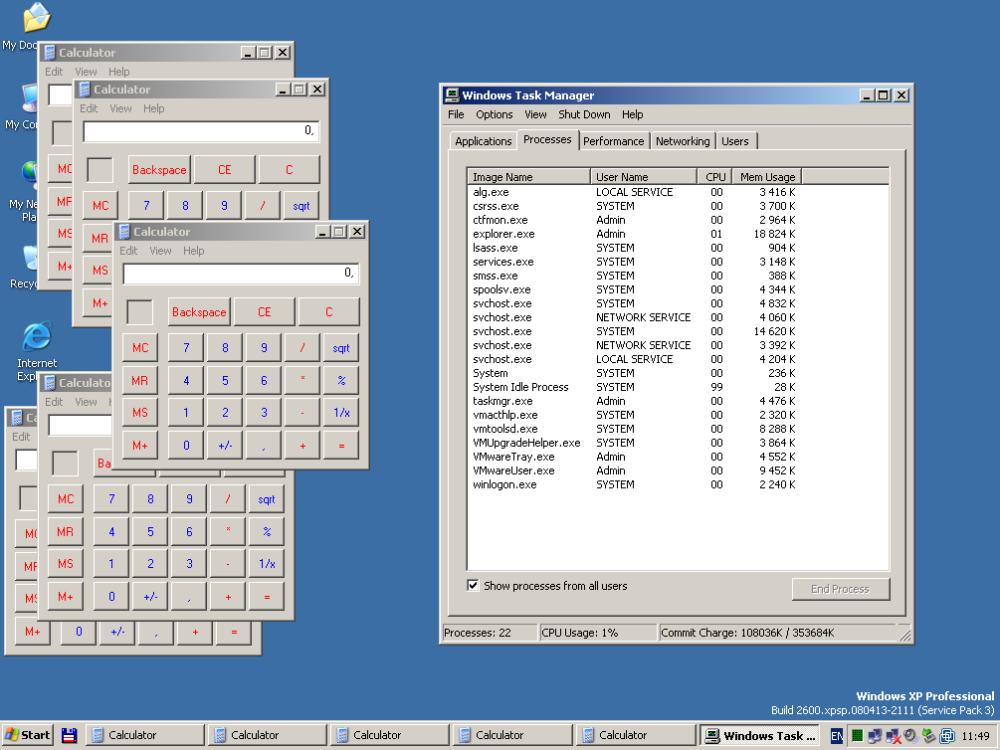 My Doc
My Co
My Ne
Pla
Recyc
Internet
Exp
Calculator
Edit View Help
MC
MR
MS
M+
Calculator
Edit View Help
0,
Backspace CE C
MC 7 8 9 / sqrt
MR
MS
M+
Calculator
Edit View Help
0,
Backspace CE C
MC 7 8 9 / sqrt
MR 4 5 6 * %
MS 1 2 3 - 1/x
M+ 0 +/- , + =
Calculato
Edit View H
Ba
MC 7 8 9 / sqrt
MR 4 5 6 * %
MS 1 2 3 - 1/x
M+ 0 +/- , + =
Ca
Edit
MC
MR
MS
M+ 0 +/- , + =
Windows Task Manager
File Options View Shut Down Help
Applications Processes Performance Networking Users
Image Name User Name CPU Mem Usage
alg.exe LOCAL SERVICE 00 3 416 K
csrss.exe SYSTEM 00 3 700 K
ctfmon.exe Admin 00 2 964 K
explorer.exe Admin 01 18 824 K
lsass.exe SYSTEM 00 904 K
services.exe SYSTEM 00 3 148 K
smss.exe SYSTEM 00 388 K
spoolsv.exe SYSTEM 00 4 344 K
svchost.exe SYSTEM 00 4 832 K
svchost.exe NETWORK SERVICE 00 4 060 K
svchost.exe SYSTEM 00 14 620 K
svchost.exe NETWORK SERVICE 00 3 392 K
svchost.exe LOCAL SERVICE 00 4 204 K
System SYSTEM 00 236 K
System Idle Process SYSTEM 99 28 K
taskmgr.exe Admin 00 4 476 K
vmacthlp.exe SYSTEM 00 2 320 K
vmtoolsd.exe SYSTEM 00 8 288 K
VMUpgradeHelper.exe SYSTEM 00 3 864 K
VMwareTray.exe Admin 00 4 552 K
VMwareUser.exe Admin 00 9 452 K
winlogon.exe SYSTEM 00 2 240 K
Show processes from all users
End Process
Processes: 22 CPU Usage: 1% Commit Charge: 108036K / 353684K
Windows XP Professional
Build 2600.xpsp.080413-2111 (Service Pack 3)
Start Calculator Calculator Calculator Calculator Calculator Windows Task ... EN 11:49